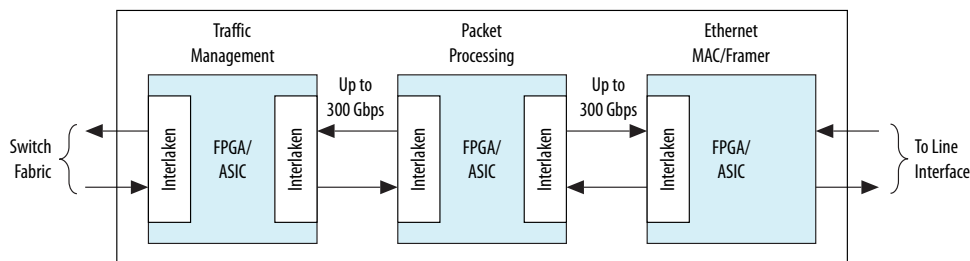 Traffic
Management
Packet
Processing
Ethernet
MAC/Framer
Switch
Fabric
Interlaken
FPGA/
ASIC
Interlaken
Up to
300 Gbps
Interlaken
FPGA/
ASIC
Interlaken
Up to
300 Gbps
Interlaken
FPGA/
ASIC
To Line
Interface